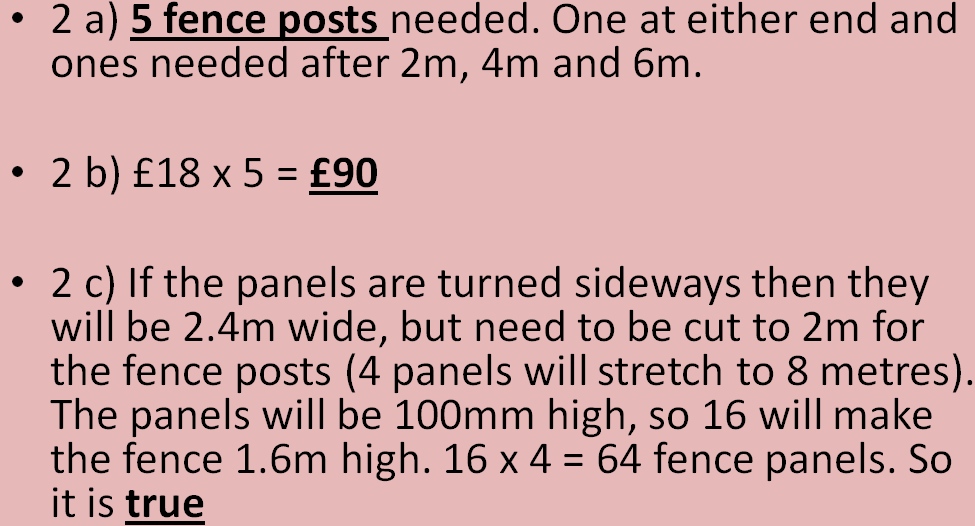 • 2 a) 5 fence posts needed. One at either end and
ones needed after 2m, 4m and 6m.
• 2 b) £18 x 5 = £90
• 2 c) If the panels are turned sideways then they
will be 2.4m wide, but need to be cut to 2m for
the fence posts (4 panels will stretch to 8 metres).
The panels will be 100mm high, so 16 will make
the fence 1.6m high. 16 x 4 = 64 fence panels. So
it is true